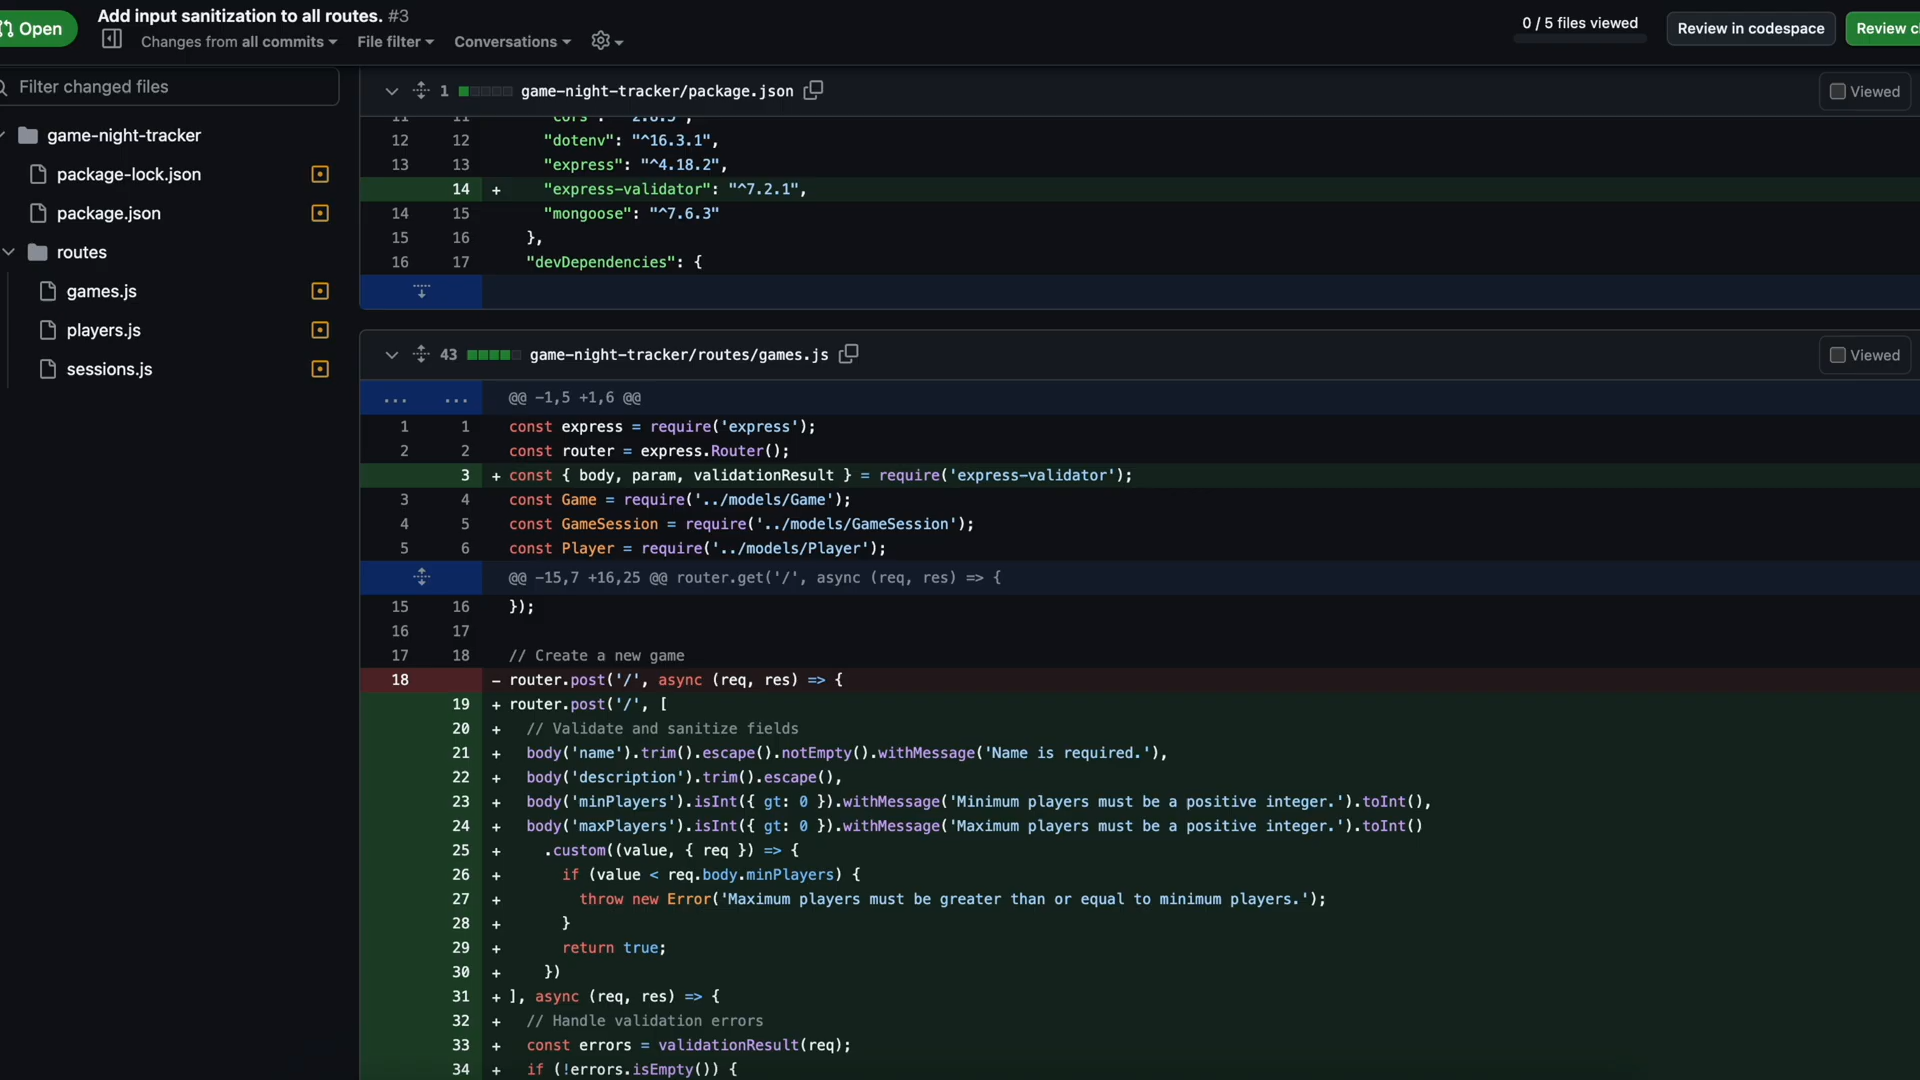 Open
Add input sanitization to all routes. #3
Changes from all commits
File filter
Conversations
0 / 5 files viewed
Review in codespace
Review c
Filter changed files
game-night-tracker
package-lock.json
package.json
routes
games.js
players.js
sessions.js
1 game-night-tracker/package.json
Viewed
11 11 "cors": "^2.8.5",
12 12 "dotenv": "^16.3.1",
13 13 "express": "^4.18.2",
14 + "express-validator": "^7.2.1",
14 15 "mongoose": "^7.6.3"
15 16 },
16 17 "devDependencies": {
43 game-night-tracker/routes/games.js
Viewed
... ... @@ -1,5 +1,6 @@
1 1 const express = require('express');
2 2 const router = express.Router();
3 + const { body, param, validationResult } = require('express-validator');
3 4 const Game = require('../models/Game');
4 5 const GameSession = require('../models/GameSession');
5 6 const Player = require('../models/Player');
@@ -15,7 +16,25 @@ router.get('/', async (req, res) => {
15 16 });
16 17
17 18 // Create a new game
18 - router.post('/', async (req, res) => {
19 + router.post('/', [
20 + // Validate and sanitize fields
21 + body('name').trim().escape().notEmpty().withMessage('Name is required.'),
22 + body('description').trim().escape(),
23 + body('minPlayers').isInt({ gt: 0 }).withMessage('Minimum players must be a positive integer.').toInt(),
24 + body('maxPlayers').isInt({ gt: 0 }).withMessage('Maximum players must be a positive integer.').toInt()
25 + .custom((value, { req }) => {
26 + if (value < req.body.minPlayers) {
27 + throw new Error('Maximum players must be greater than or equal to minimum players.');
28 + }
29 + return true;
30 + })
31 + ], async (req, res) => {
32 + // Handle validation errors
33 + const errors = validationResult(req);
34 + if (!errors.isEmpty()) {